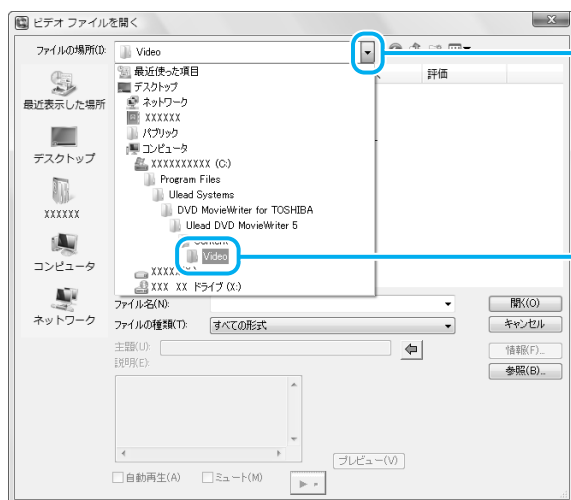 ビデオ ファイルを開く
x
ファイルの場所(I): Video
最近使った項目
デスクトップ
ネットワーク
XXXXXX
パブリック
コンピュータ
XXXXXXXXXX (C:)
Program Files
Ulead Systems
DVD MovieWriter for TOSHIBA
Ulead DVD MovieWriter 5
Video
XXX XX ドライブ (X:)
評価
最近表示した場所
デスクトップ
XXXXXX
コンピュータ
ネットワーク
ファイル名(N): 開く(O)
ファイルの種類(T): すべての形式 キャンセル
主題(U): 情報(F)...
説明(E): 参照(B)...
プレビュー(V)
自動再生(A) ミュート(M)